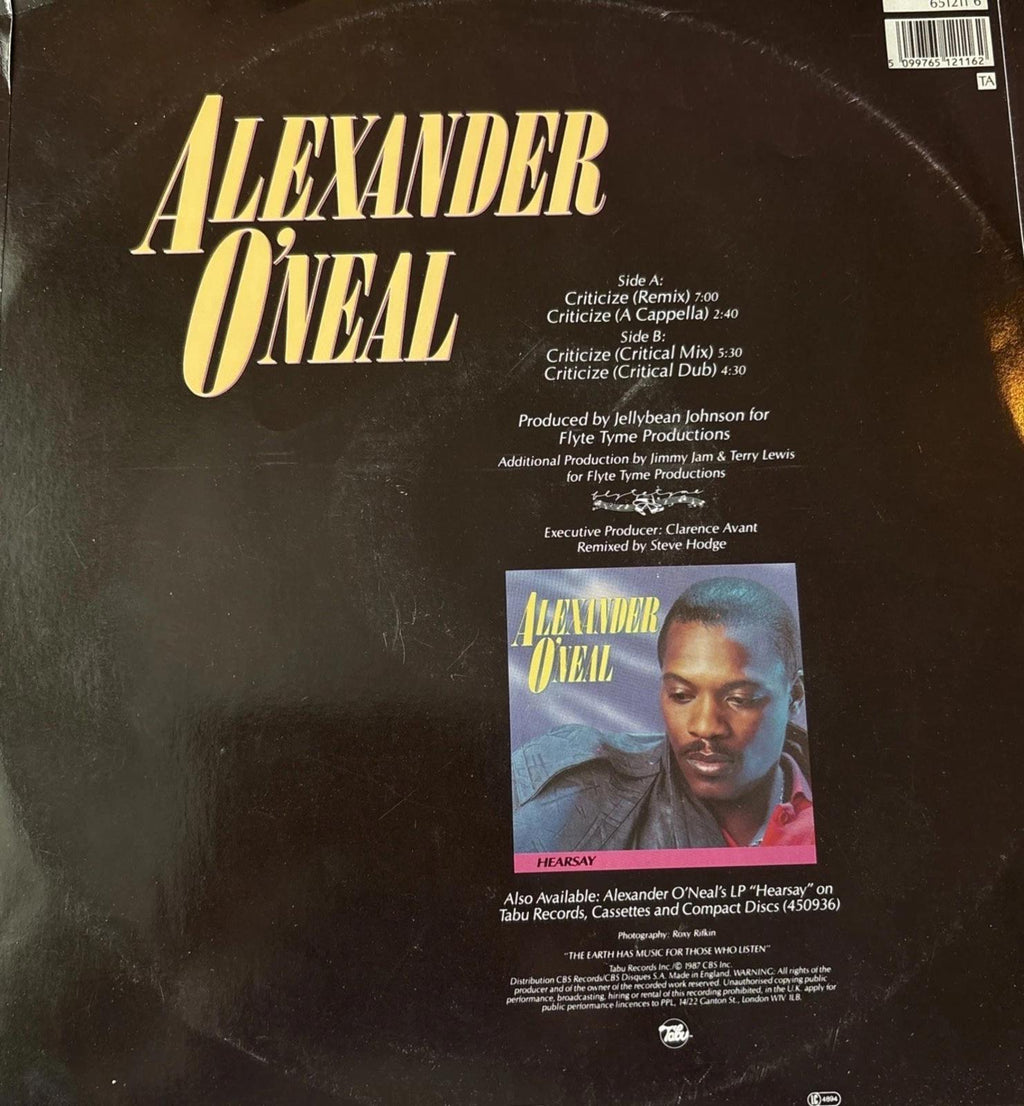 651211 6
5 099765 121162
TA
ALEXANDER
O'NEAL
Side A:
Criticize (Remix) 7:00
Criticize (A Cappella) 2:40
Side B:
Criticize (Critical Mix) 5:30
Criticize (Critical Dub) 4:30
Produced by Jellybean Johnson for
Flyte Tyme Productions
Additional Production by Jimmy Jam & Terry Lewis
for Flyte Tyme Productions
Executive Producer: Clarence Avant
Remixed by Steve Hodge
ALEXANDER
O'NEAL
HEARSAY
Also Available: Alexander O'Neal's LP "Hearsay" on
Tabu Records, Cassettes and Compact Discs (450936)
Photography: Roxy Rifkin
"THE EARTH HAS MUSIC FOR THOSE WHO LISTEN"
Tabu Records Inc./© 1987 CBS Inc.
Distribution CBS Records/CBS Disques S.A. Made in England. WARNING: All rights of the
producer and of the owner of the recorded work reserved. Unauthorised copying public
performance, broadcasting, hiring or rental of this recording prohibited, in the U.K. apply for
public performance lincences to PPL, 14/22 Ganton St., London W1V 1LB.
Tabu
LC 4894